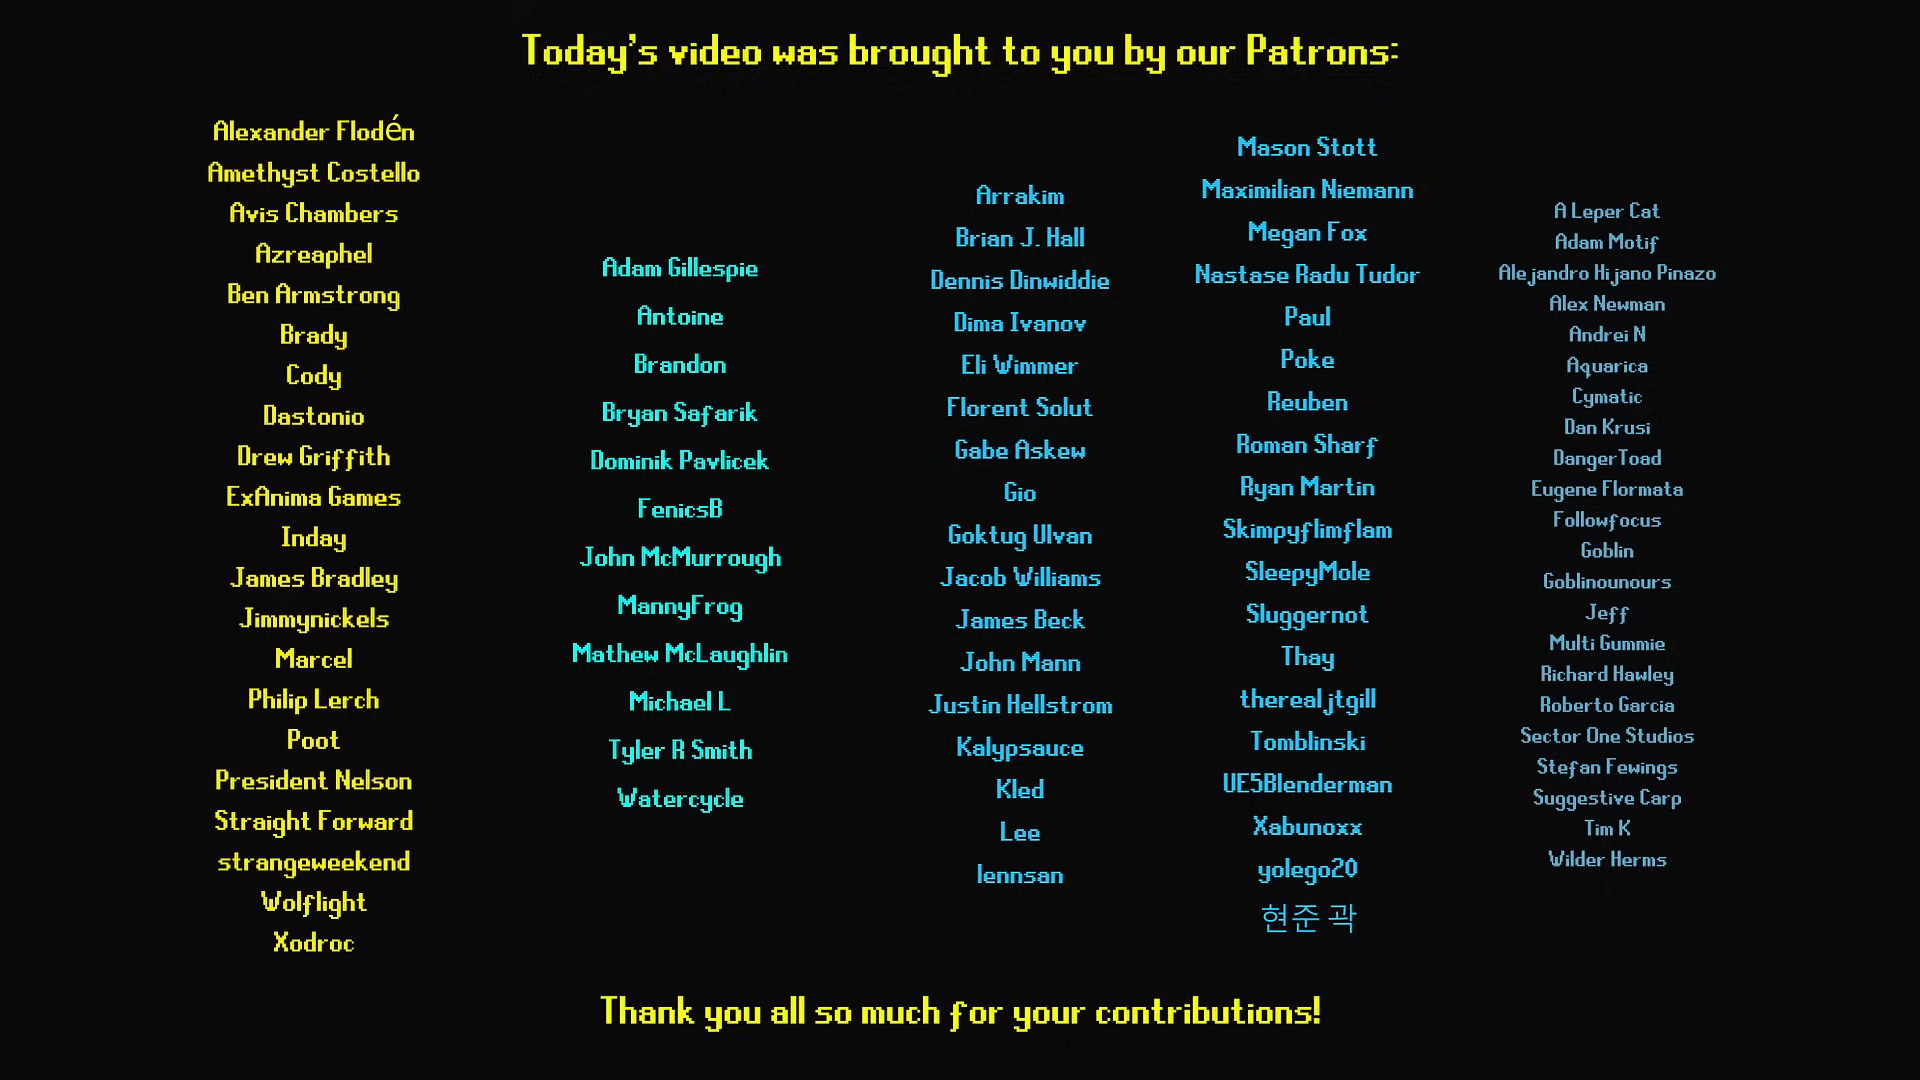 Today's video was brought to you by our Patrons:
Alexander Flodén
Amethyst Costello
Avis Chambers
Azreaphel
Ben Armstrong
Brady
Cody
Dastonio
Drew Griffith
ExAnima Games
Inday
James Bradley
Jimmynickels
Marcel
Philip Lerch
Poot
President Nelson
Straight Forward
strangeweekend
Wolflight
Xodroc
Adam Gillespie
Antoine
Brandon
Bryan Safarik
Dominik Pavlicek
FenicsB
John McMurrough
MannyFrog
Mathew McLaughlin
Michael L
Tyler R Smith
Watercycle
Arrakim
Brian J. Hall
Dennis Dinwiddie
Dima Ivanov
Eli Wimmer
Florent Solut
Gabe Askew
Gio
Goktug Ulvan
Jacob Williams
James Beck
John Mann
Justin Hellstrom
Kalypsauce
Kled
Lee
lennsan
Mason Stott
Maximilian Niemann
Megan Fox
Nastase Radu Tudor
Paul
Poke
Reuben
Roman Sharf
Ryan Martin
Skimpyflimflam
SleepyMole
Sluggernot
Thay
therealjtgill
Tomblinski
UE5Blenderman
Xabunoxx
yolego20
현준 곽
A Leper Cat
Adam Motif
Alejandro Hijano Pinazo
Alex Newman
Andrei N
Aquarica
Cymatic
Dan Krusi
DangerToad
Eugene Flormata
Followfocus
Goblin
Goblinounours
Jeff
Multi Gummie
Richard Hawley
Roberto Garcia
Sector One Studios
Stefan Fewings
Suggestive Carp
Tim K
Wilder Herms
Thank you all so much for your contributions!